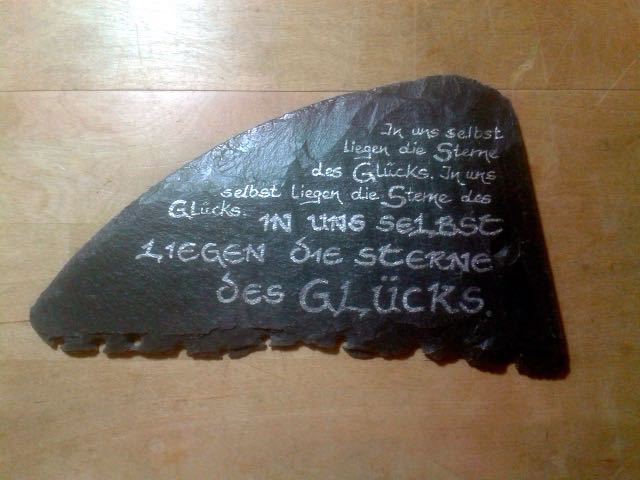 In uns selbst
liegen die Sterne
des Glücks. In uns
selbst liegen die Sterne des
Glücks.
IN UNS SELBST
LIEGEN DIE STERNE
DES GLÜCKS.